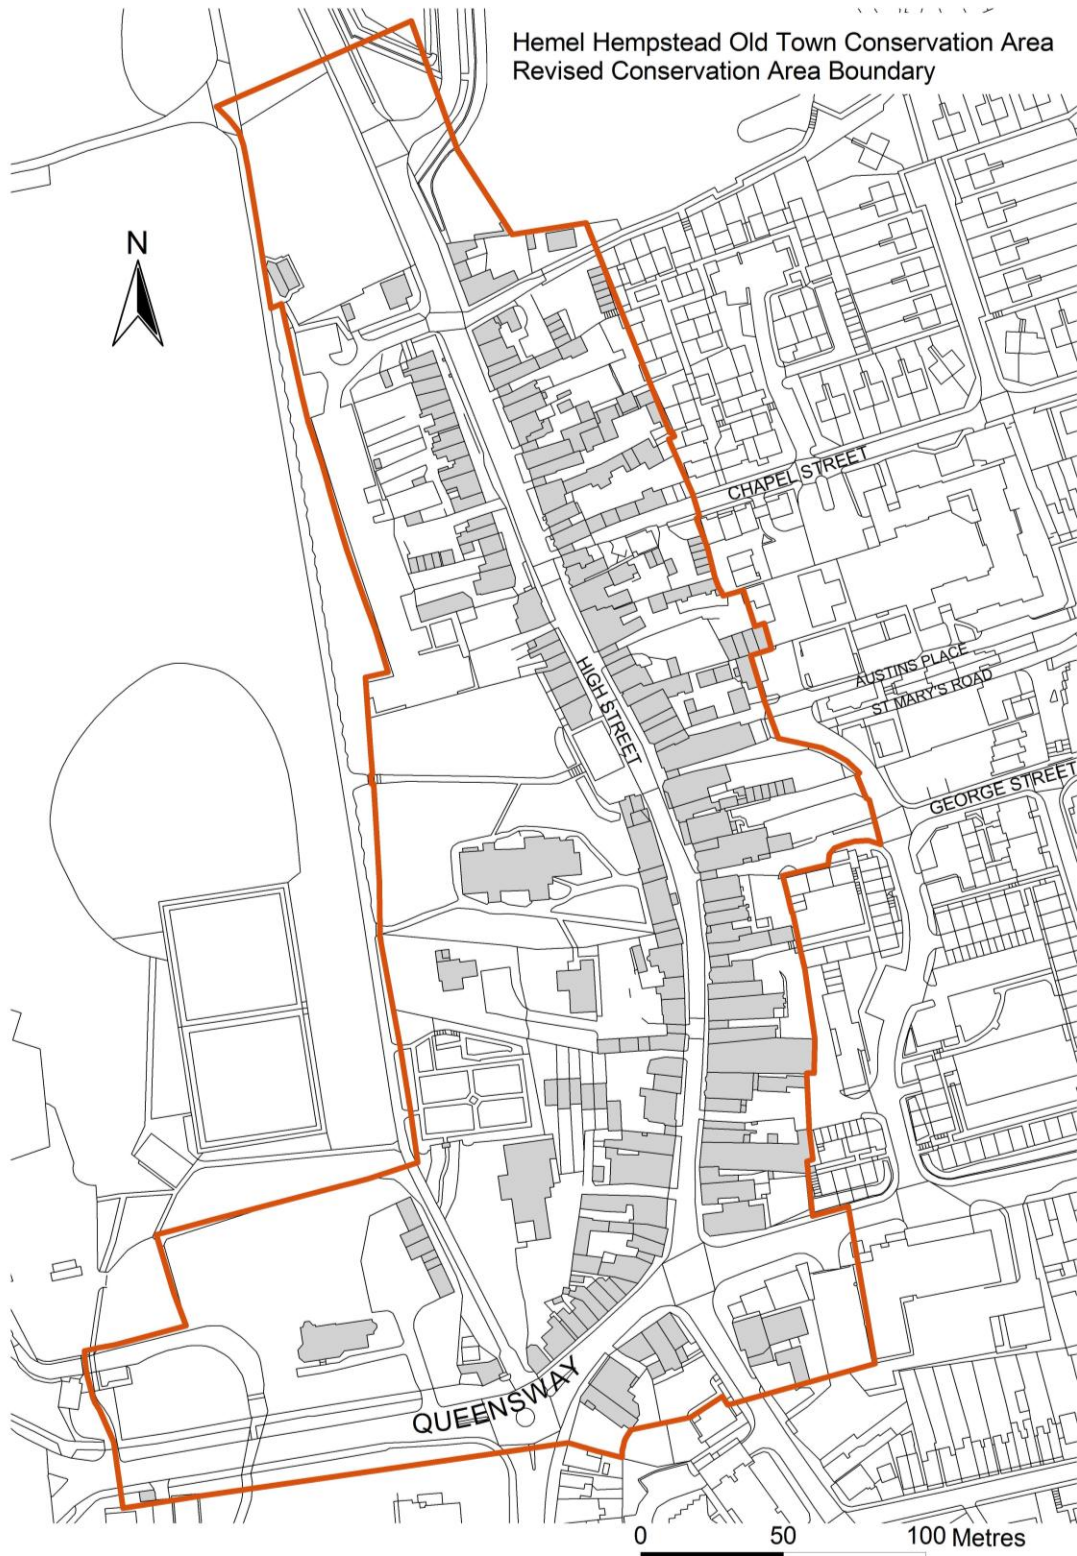 Hemel Hempstead Old Town Conservation Area
Revised Conservation Area Boundary
N
CHAPEL STREET
HIGH STREET
AUSTINS PLACE
ST MARY'S ROAD
GEORGE STREET
QUEENSWAY
0 50 100 Metres